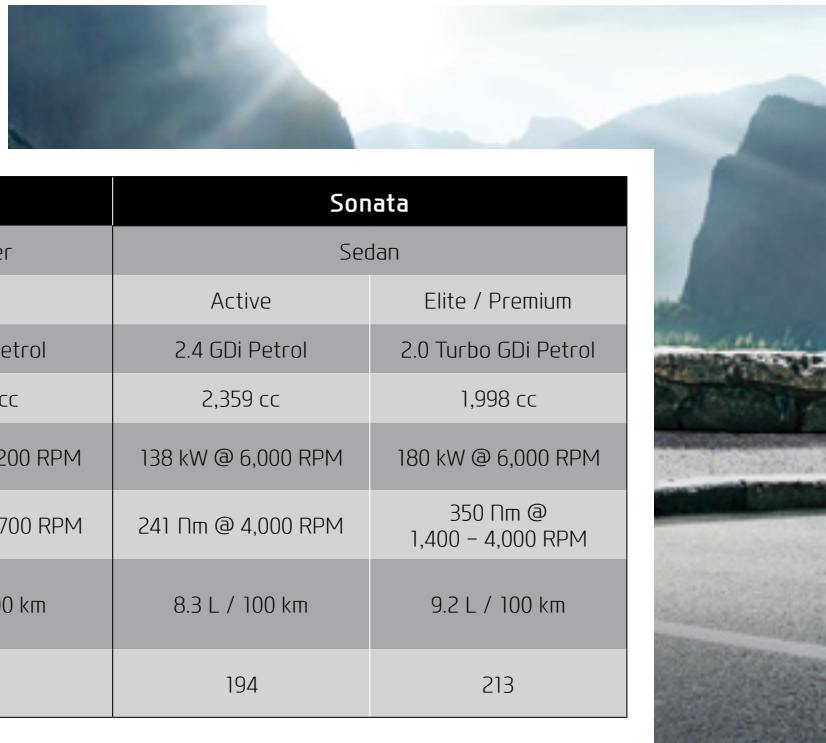 Sonata
Sedan
Active Elite / Premium
2.4 GDi Petrol 2.0 Turbo GDi Petrol
cc 2,359 cc 1,998 cc
200 RPM 138 kW @ 6,000 RPM 180 kW @ 6,000 RPM
700 RPM 241 Nm @ 4,000 RPM 350 Nm @
1,400 – 4,000 RPM
km 8.3 L / 100 km 9.2 L / 100 km
194 213